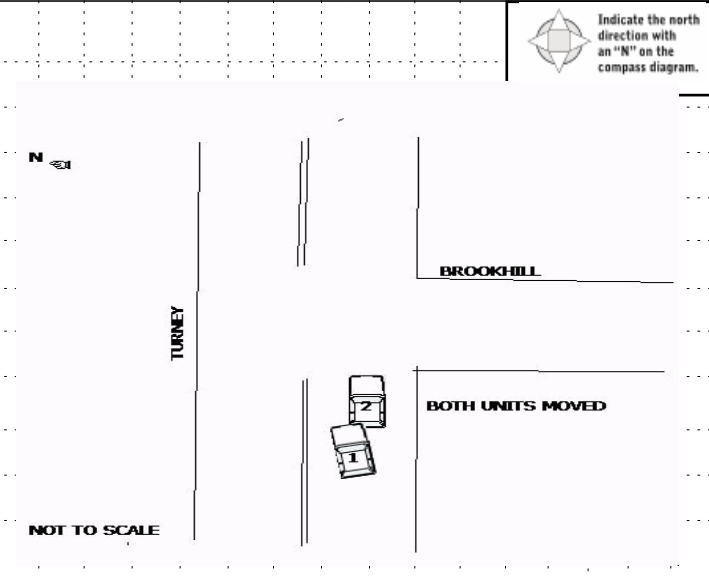 Indicate the north
direction with
an “N” on the
compass diagram.
N
BROOKHILL
TURNEY
2
BOTH UNITS MOVED
1
NOT TO SCALE